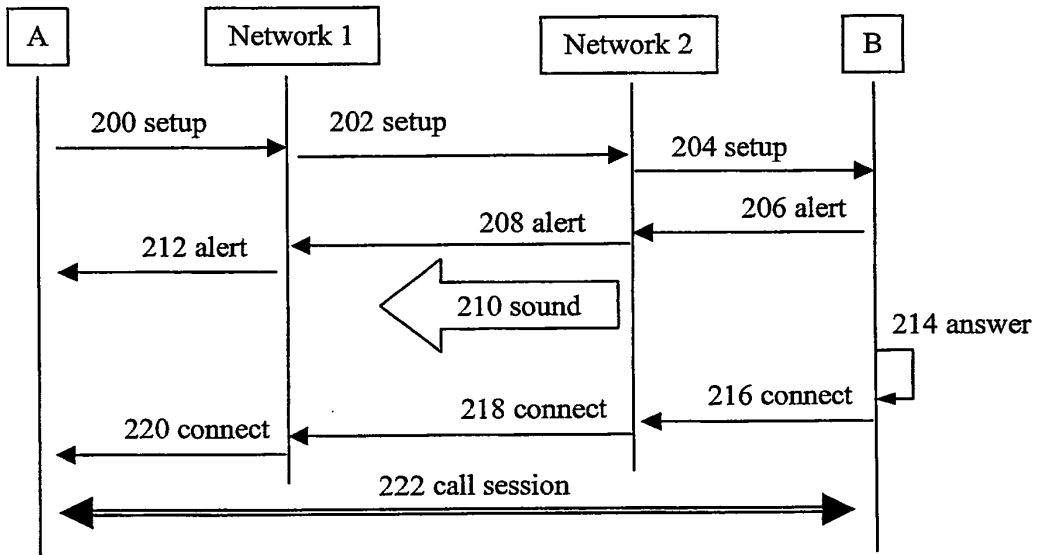 A
Network 1
Network 2
B
200 setup
202 setup
204 setup
206 alert
208 alert
212 alert
210 sound
214 answer
216 connect
218 connect
220 connect
222 call session